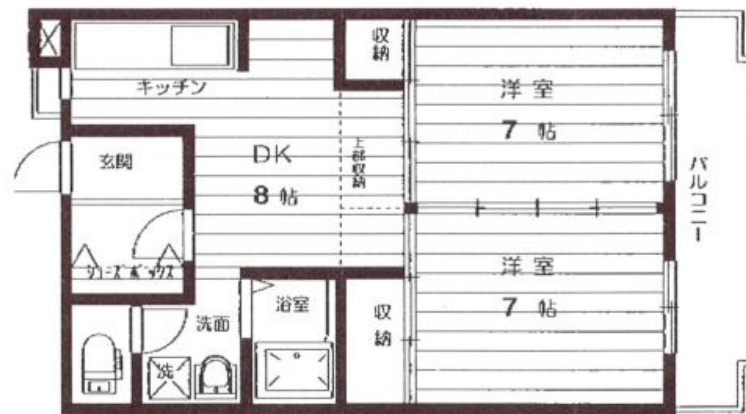 キッチン
収納
洋室
7 帖
玄関
DK
8 帖
上部収納
バルコニー
シューズボックス
洋室
7 帖
洗面
浴室
収納
洗